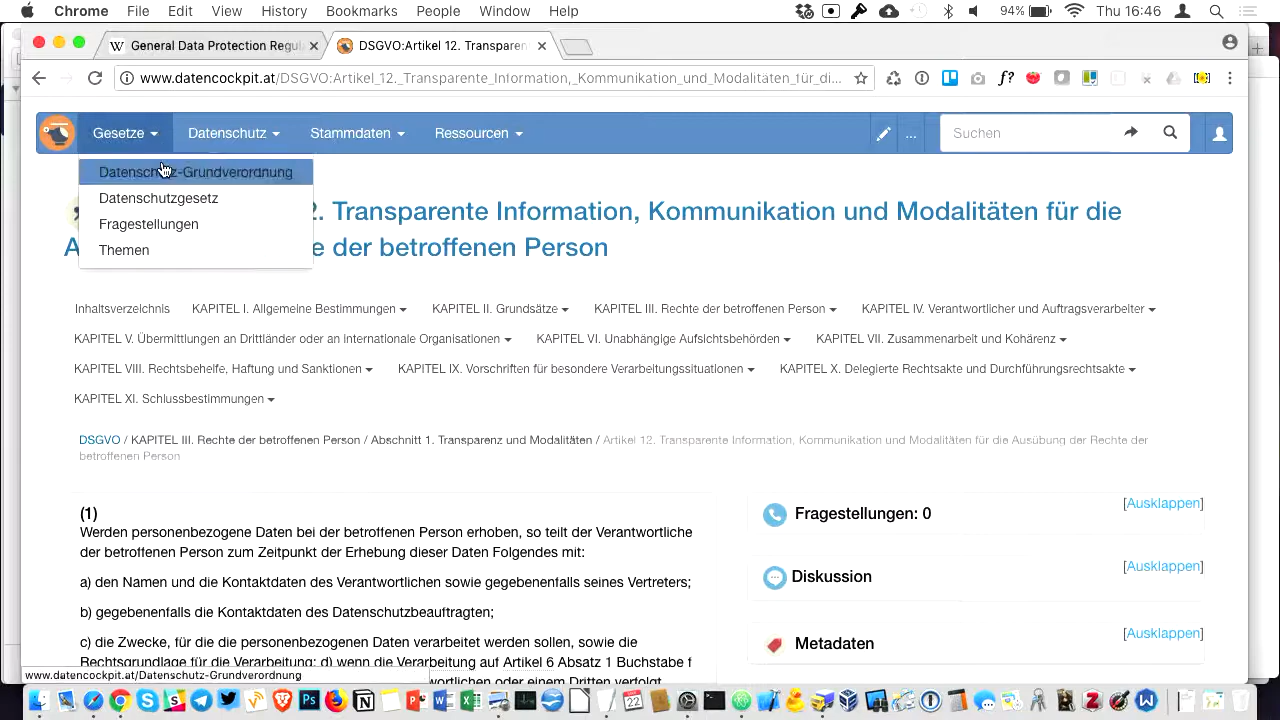 Chrome File Edit View History Bookmarks People Window Help 94% Thu 16:46
General Data Protection Regul DSGVO:Artikel 12. Transparent
www.datencockpit.at/DSGVO:Artikel_12._Transparente_Information,_Kommunikation_und_Modalitäten_für_di...
Gesetze Datenschutz Stammdaten Ressourcen ... Suchen
Datenschutz-Grundverordnung
Datenschutzgesetz
Fragestellungen
Themen
2. Transparente Information, Kommunikation und Modalitäten für die
A e der betroffenen Person
Inhaltsverzeichnis KAPITEL I. Allgemeine Bestimmungen KAPITEL II. Grundsätze KAPITEL III. Rechte der betroffenen Person KAPITEL IV. Verantwortlicher und Auftragsverarbeiter
KAPITEL V. Übermittlungen an Drittländer oder an internationale Organisationen KAPITEL VI. Unabhängige Aufsichtsbehörden KAPITEL VII. Zusammenarbeit und Kohärenz
KAPITEL VIII. Rechtsbehelfe, Haftung und Sanktionen KAPITEL IX. Vorschriften für besondere Verarbeitungssituationen KAPITEL X. Delegierte Rechtsakte und Durchführungsrechtsakte
KAPITEL XI. Schlussbestimmungen
DSGVO / KAPITEL III. Rechte der betroffenen Person / Abschnitt 1. Transparenz und Modalitäten / Artikel 12. Transparente Information, Kommunikation und Modalitäten für die Ausübung der Rechte der
betroffenen Person
(1)
Werden personenbezogene Daten bei der betroffenen Person erhoben, so teilt der Verantwortliche
der betroffenen Person zum Zeitpunkt der Erhebung dieser Daten Folgendes mit:
a) den Namen und die Kontaktdaten des Verantwortlichen sowie gegebenenfalls seines Vertreters;
b) gegebenenfalls die Kontaktdaten des Datenschutzbeauftragten;
c) die Zwecke, für die die personenbezogenen Daten verarbeitet werden sollen, sowie die
Rechtsgrundlage für die Verarbeitung; d) wenn die Verarbeitung auf Artikel 6 Absatz 1 Buchstabe f
wortlichen oder einem Dritten verfolgt
Fragestellungen: 0 [Ausklappen]
Diskussion [Ausklappen]
Metadaten [Ausklappen]
www.datencockpit.at/Datenschutz-Grundverordnung